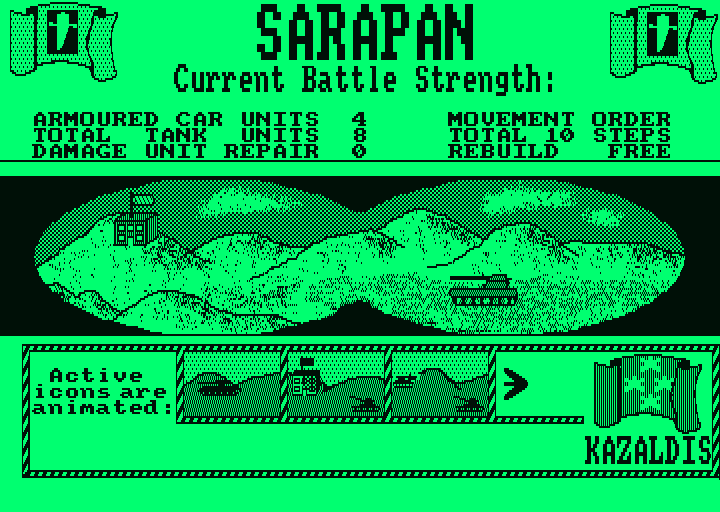 SARAPAN
Current Battle Strength:
ARMOURED CAR UNITS 4 MOVEMENT ORDER
TOTAL TANK UNITS 8 TOTAL 10 STEPS
DAMAGE UNIT REPAIR 0 REBUILD FREE
Active
icons are
animated:
KAZALDIS